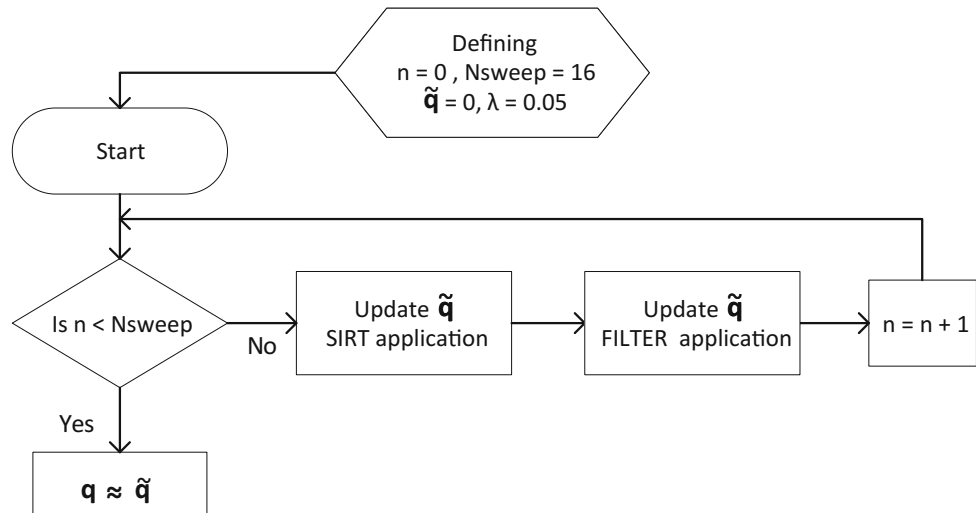 Defining
n = 0 , Nsweep = 16
q̃ = 0, λ = 0.05
Start
Is n < Nsweep
No
Update q̃
SIRT application
Update q̃
FILTER application
n = n + 1
Yes
q ≈ q̃